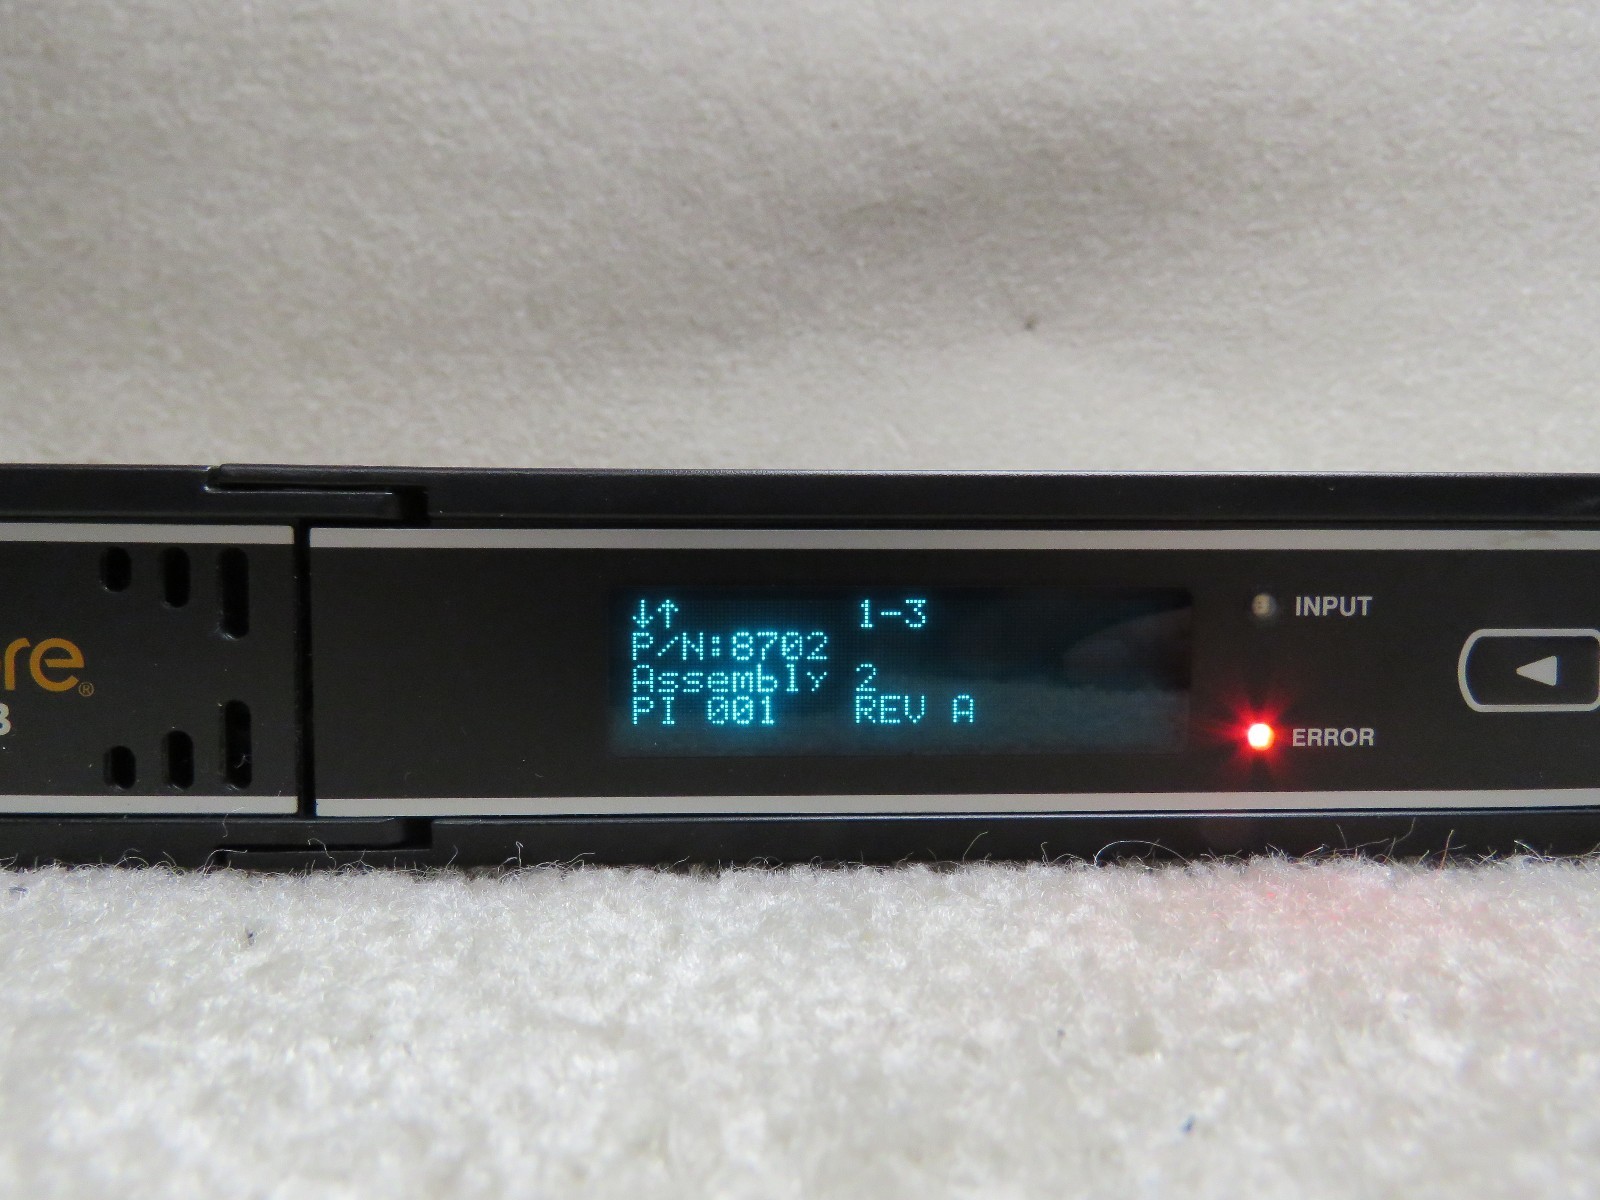 ↓↑ 1-3
P/N:8702
Assembly 2
PI 001 REV A
INPUT
ERROR
re®
3